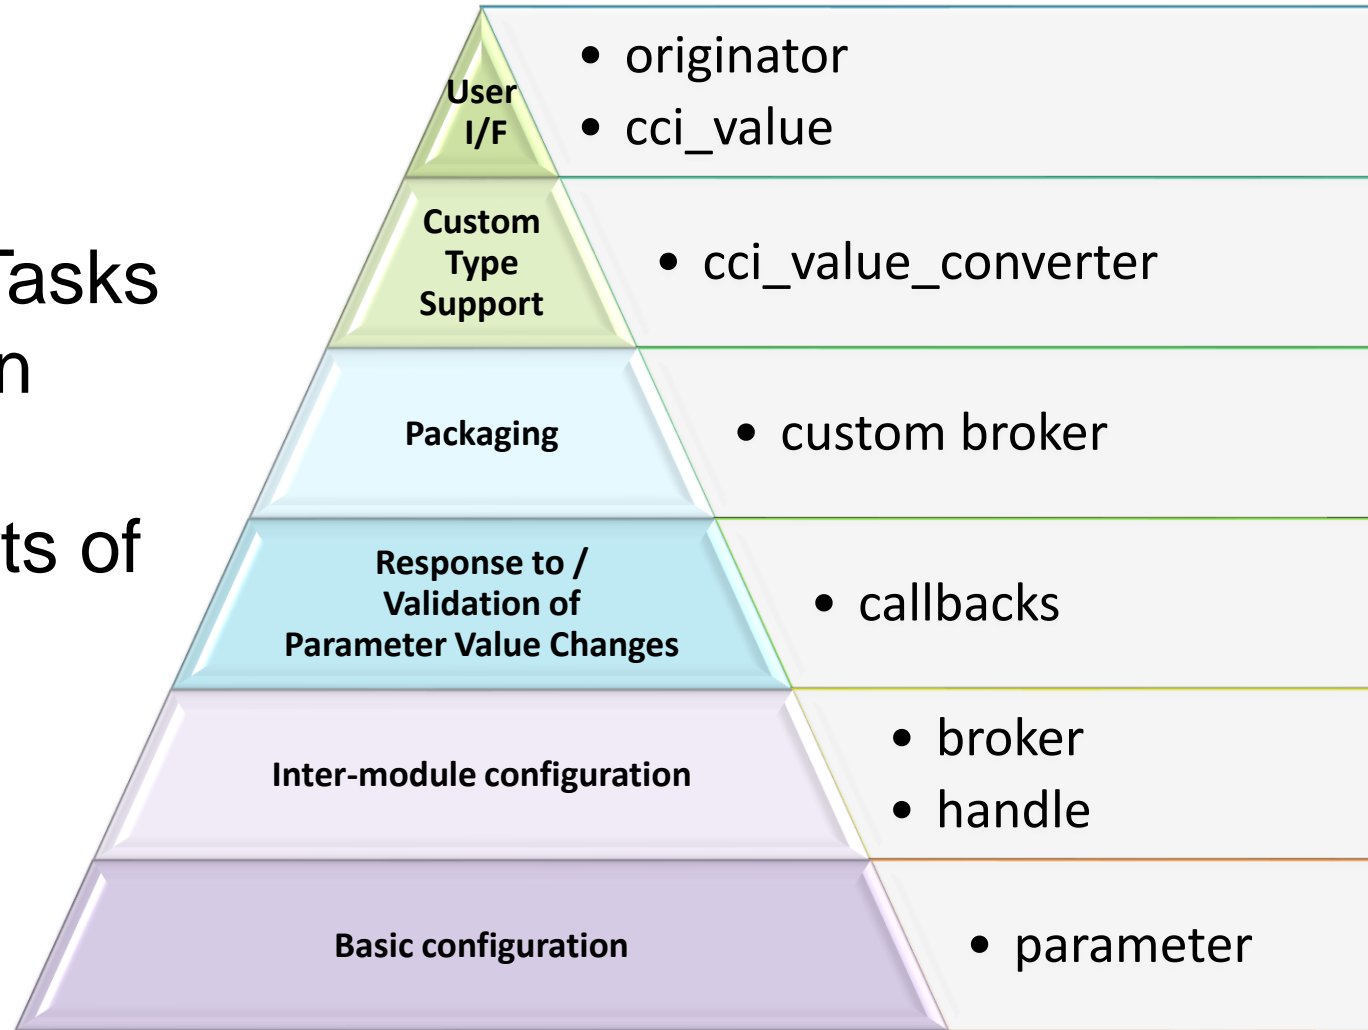 User
I/F
• originator
• cci_value
Custom
Type
Support
• cci_value_converter
Tasks
n
Packaging
• custom broker
ts of
Response to /
Validation of
Parameter Value Changes
• callbacks
Inter-module configuration
• broker
• handle
Basic configuration
• parameter